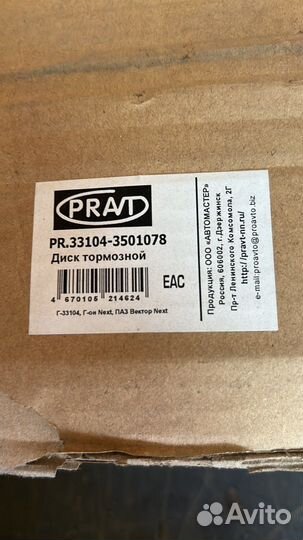 PRAVT
PR.33104-3501078
Диск тормозной
EAC
4 670105 214624
Г-33104, Г-он Next, ПАЗ Вектор Next
Продукция: ООО «АВТОМАСТЕР»
Россия, 606002, г.Дзержинск
Пр-т Ленинского Комсомола, 2Г
http://pravt-nn.ru/
e-mail:proavto@proavto.biz
Avito